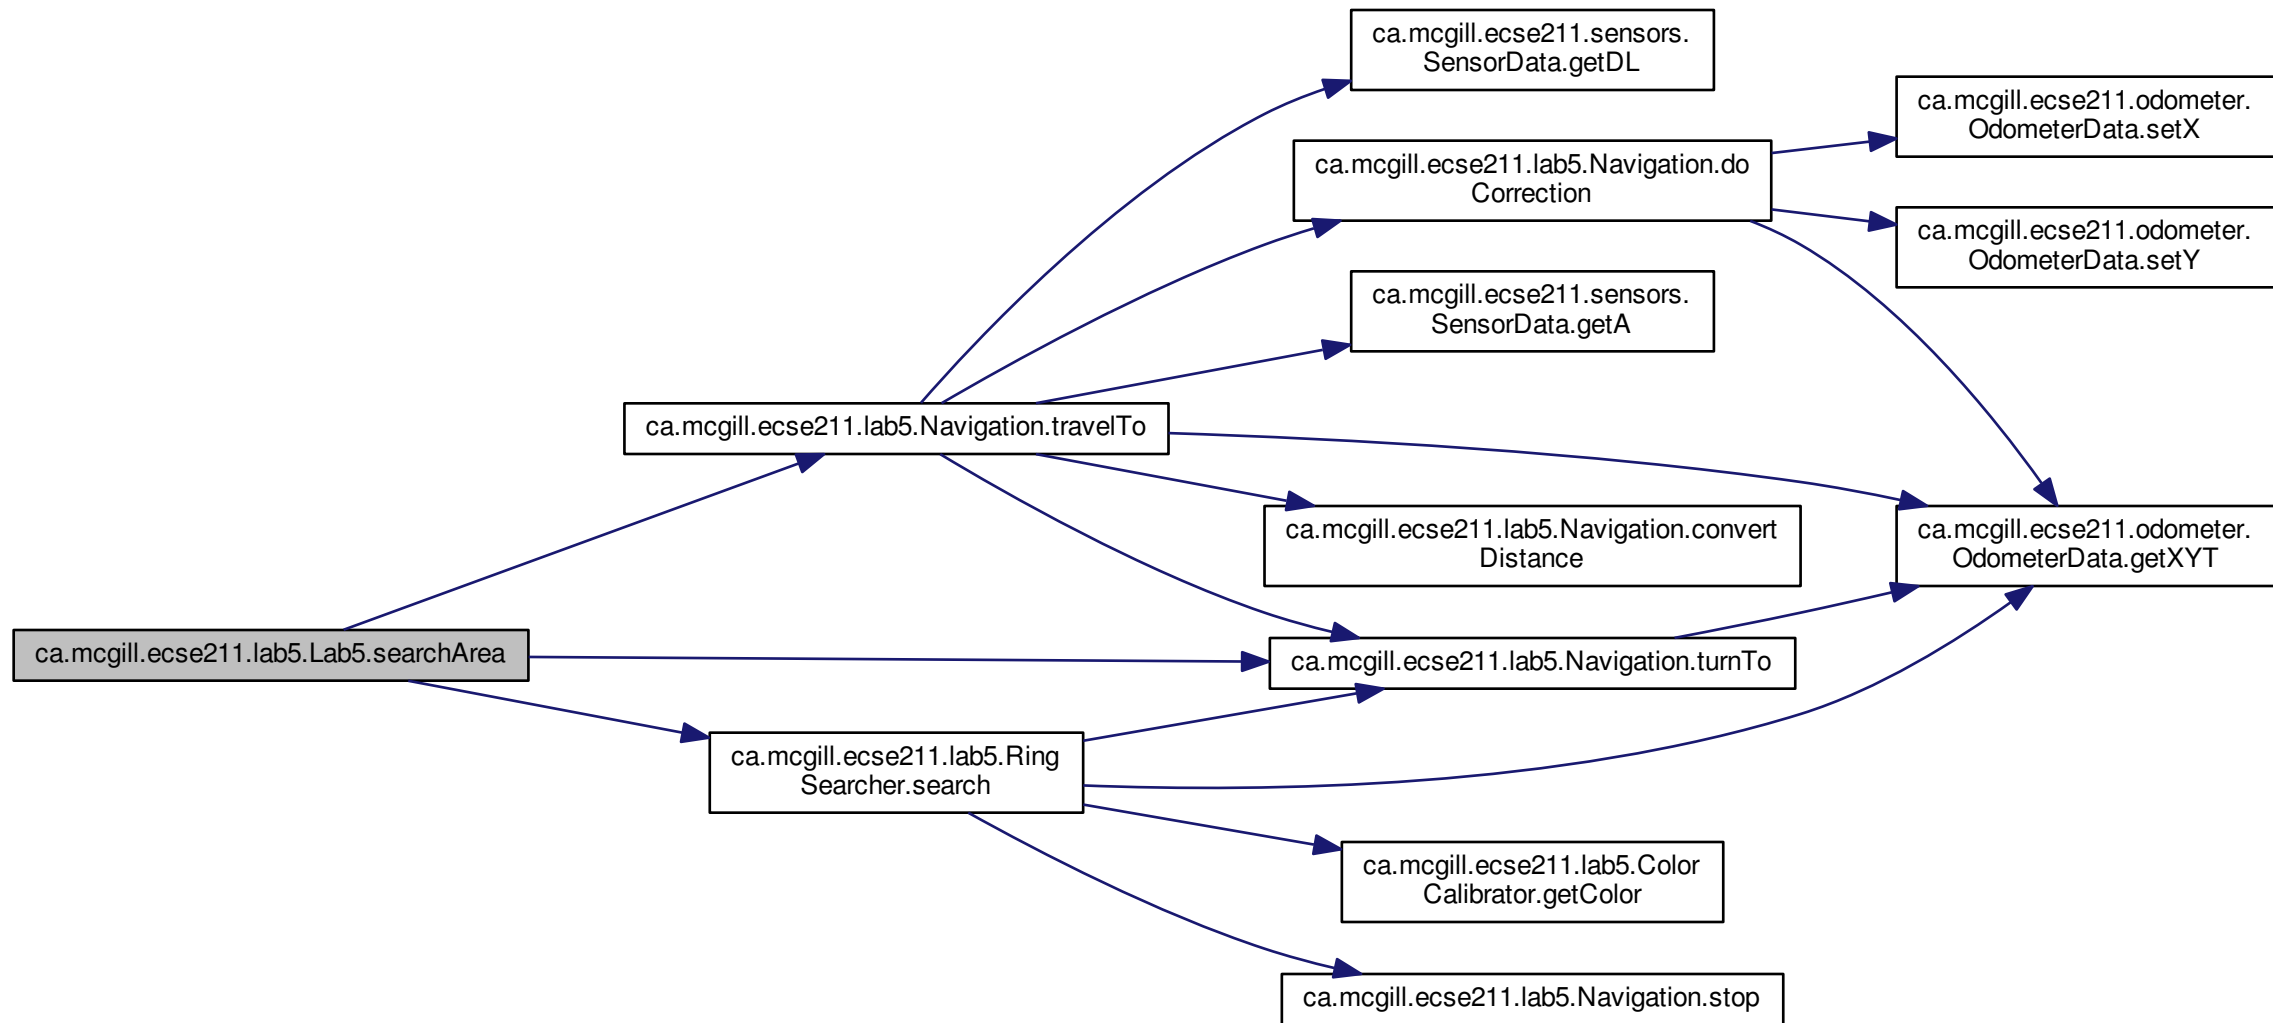 ca.mcgill.ecse211.sensors.
SensorData.getDL
ca.mcgill.ecse211.odometer.
OdometerData.setX
ca.mcgill.ecse211.lab5.Navigation.do
Correction
ca.mcgill.ecse211.odometer.
OdometerData.setY
ca.mcgill.ecse211.sensors.
SensorData.getA
ca.mcgill.ecse211.lab5.Navigation.travelTo
ca.mcgill.ecse211.lab5.Navigation.convert
Distance
ca.mcgill.ecse211.odometer.
OdometerData.getXYT
ca.mcgill.ecse211.lab5.Lab5.searchArea
ca.mcgill.ecse211.lab5.Navigation.turnTo
ca.mcgill.ecse211.lab5.Ring
Searcher.search
ca.mcgill.ecse211.lab5.Color
Calibrator.getColor
ca.mcgill.ecse211.lab5.Navigation.stop